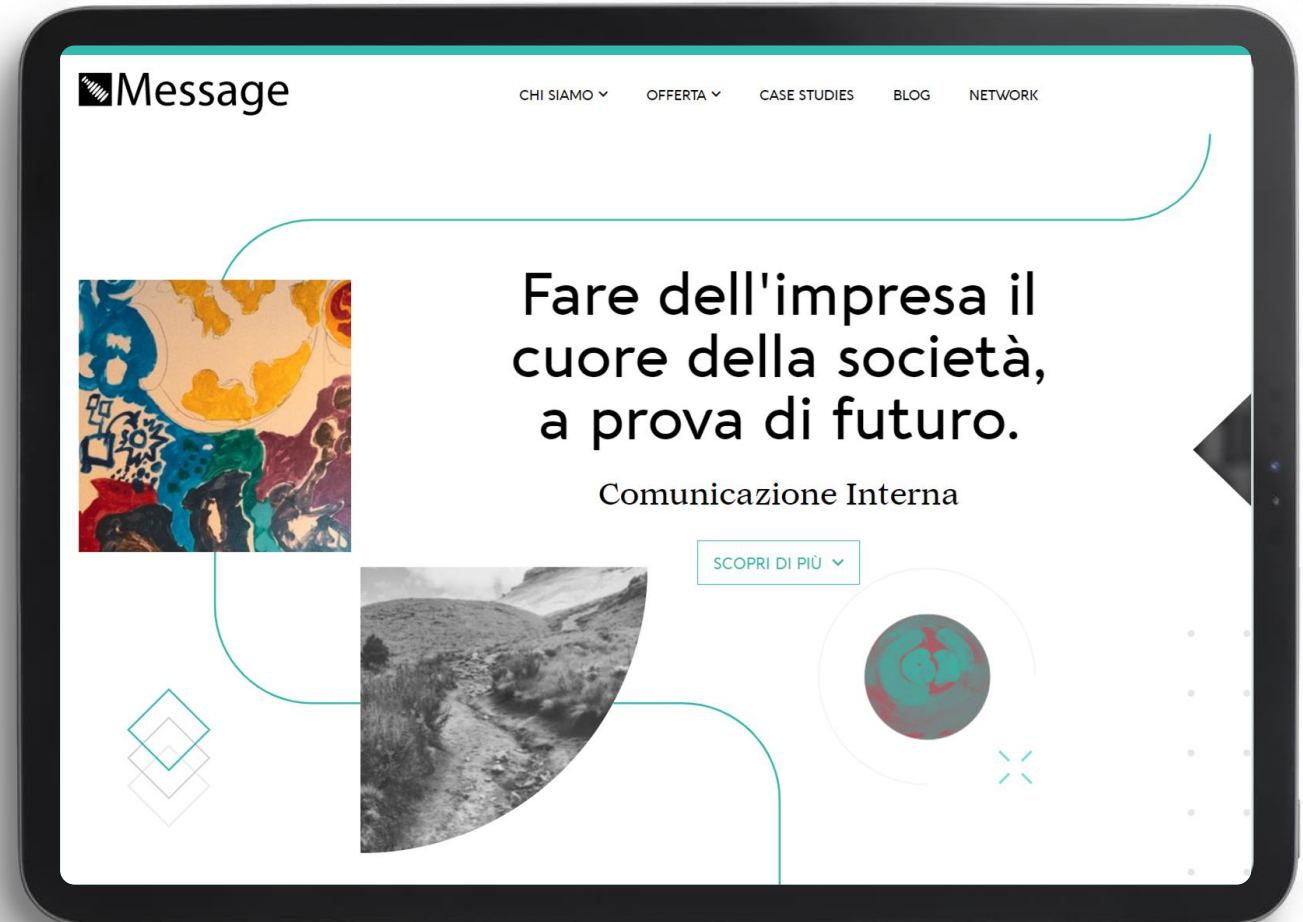 Message
CHI SIAMO OFFERTA CASE STUDIES BLOG NETWORK
Fare dell'impresa il
cuore della società,
a prova di futuro.
Comunicazione Interna
SCOPRI DI PIÙ